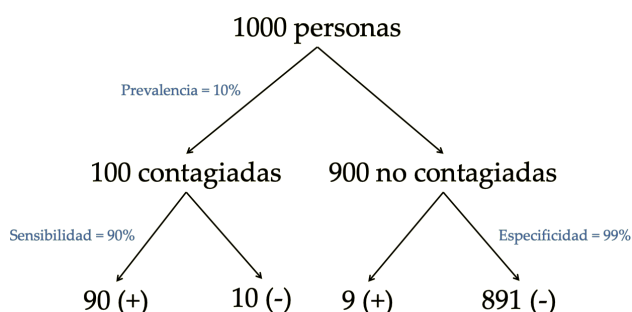 1000 personas
Prevalencia = 10%
100 contagiadas
900 no contagiadas
Sensibilidad = 90%
Especificidad = 99%
90 (+)
10 (-)
9 (+)
891 (-)